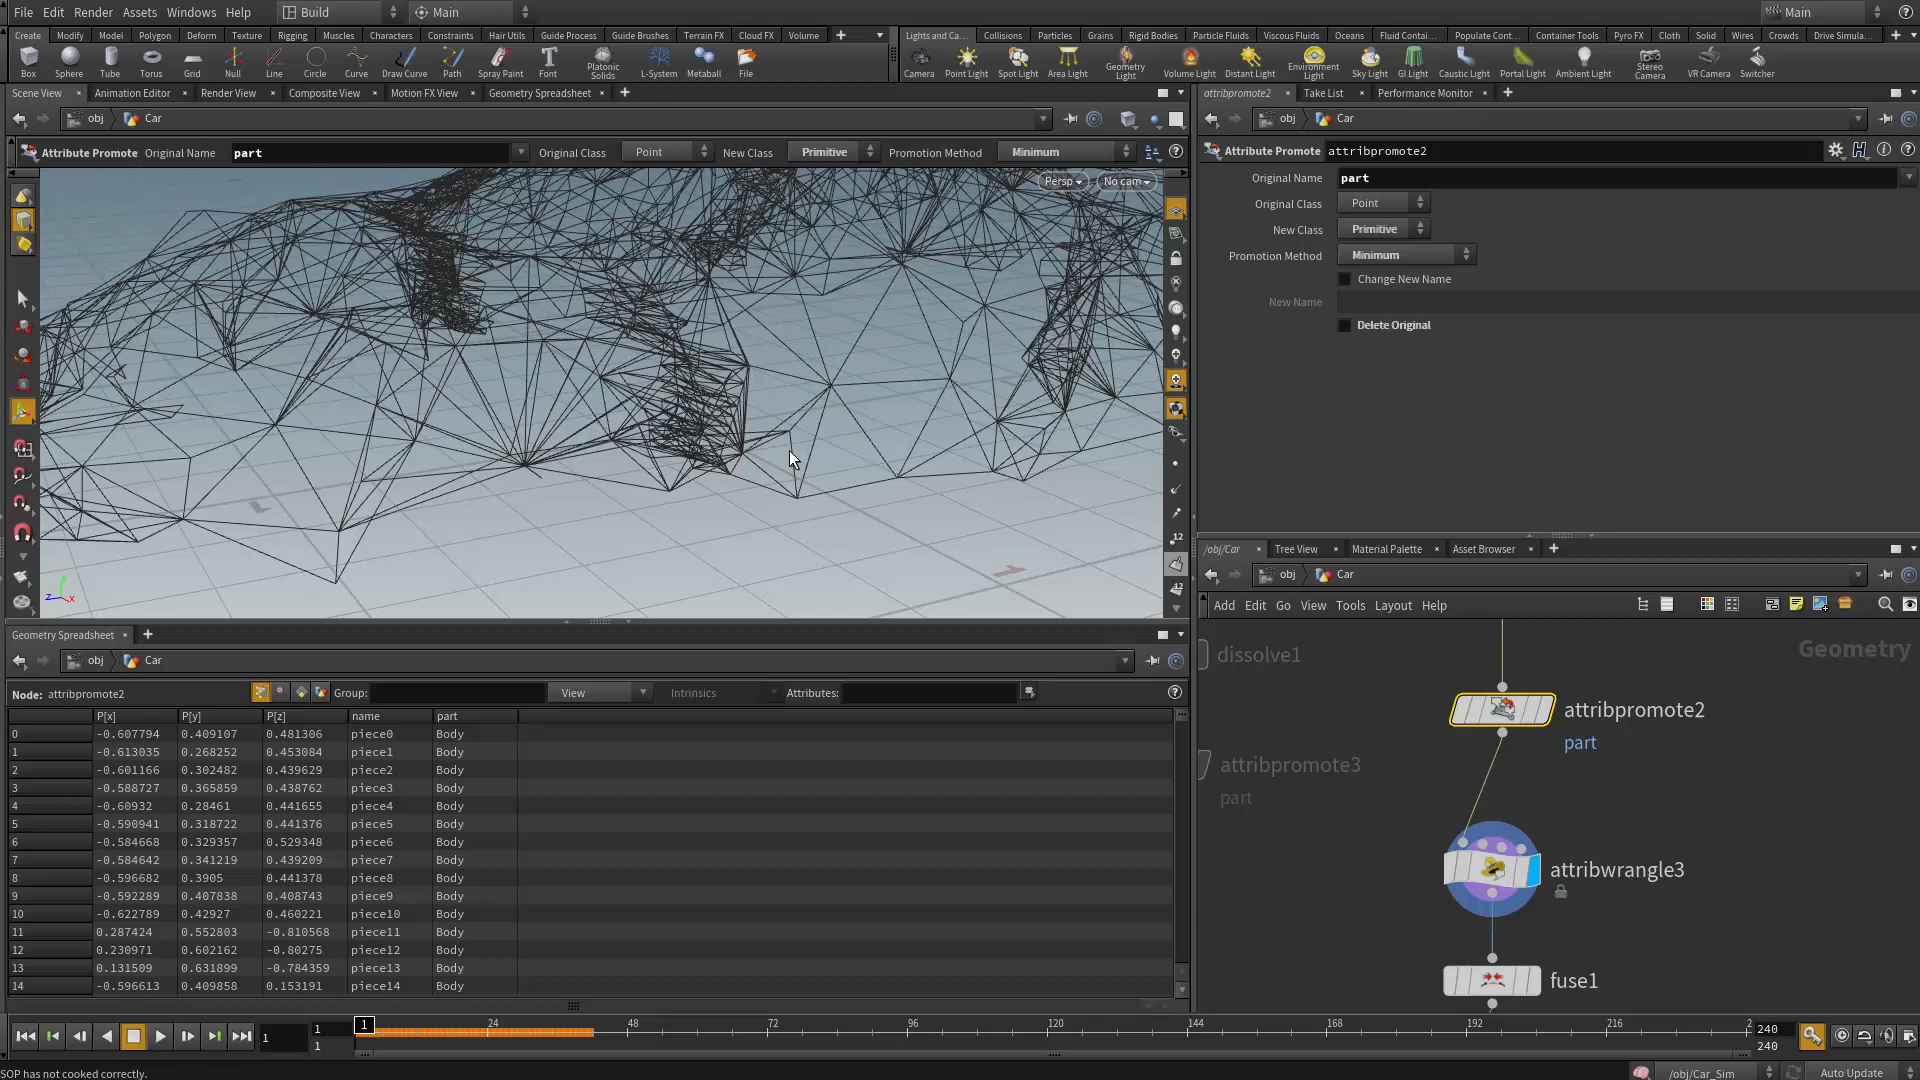 File Edit Render Assets Windows Help Build Main Main
Create Modify Model Polygon Deform Texture Rigging Muscles Characters Constraints Hair Utils Guide Process Guide Brushes Terrain FX Cloud FX Volume
Lights and Ca... Collisions Particles Grains Rigid Bodies Particle Fluids Viscous Fluids Oceans Fluid Contai... Populate Cont... Container Tools Pyro FX Cloth Solid Wires Crowds Drive Simula...
Box Sphere Tube Torus Grid Null Line Circle Curve Draw Curve Path Spray Paint Font Platonic Solids L-System Metaball File
Camera Point Light Spot Light Area Light Geometry Light Volume Light Distant Light Environment Light Sky Light GI Light Caustic Light Portal Light Ambient Light Stereo Camera VR Camera Switcher
Scene View Animation Editor Render View Composite View Motion FX View Geometry Spreadsheet
obj Car
Attribute Promote Original Name part Original Class Point New Class Primitive Promotion Method Minimum
Persp No cam
attribpromote2 Take List Performance Monitor
obj Car
Attribute Promote attribpromote2
Original Name part
Original Class Point
New Class Primitive
Promotion Method Minimum
Change New Name
New Name
Delete Original
/obj/Car Tree View Material Palette Asset Browser
obj Car
Add Edit Go View Tools Layout Help
Geometry
dissolve1
attribpromote2
part
attribpromote3
part
attribwrangle3
fuse1
Geometry Spreadsheet
obj Car
Node: attribpromote2 Group: View Intrinsics Attributes:
P[x] P[y] P[z] name part
0 -0.607794 0.409107 0.481306 piece0 Body
1 -0.613035 0.268252 0.453084 piece1 Body
2 -0.601166 0.302482 0.439629 piece2 Body
3 -0.588727 0.365859 0.438762 piece3 Body
4 -0.60932 0.28461 0.441655 piece4 Body
5 -0.590941 0.318722 0.441376 piece5 Body
6 -0.584668 0.329357 0.529348 piece6 Body
7 -0.584642 0.341219 0.439209 piece7 Body
8 -0.596682 0.3905 0.441378 piece8 Body
9 -0.592289 0.407838 0.408743 piece9 Body
10 -0.622789 0.42927 0.460221 piece10 Body
11 0.287424 0.552803 -0.810568 piece11 Body
12 0.230971 0.602162 -0.80275 piece12 Body
13 0.131509 0.631899 -0.784359 piece13 Body
14 -0.596613 0.409858 0.153191 piece14 Body
1 1 1 1 24 48 72 96 120 144 168 192 216 2 240 240
SOP has not cooked correctly. /obj/Car_Sim Auto Update